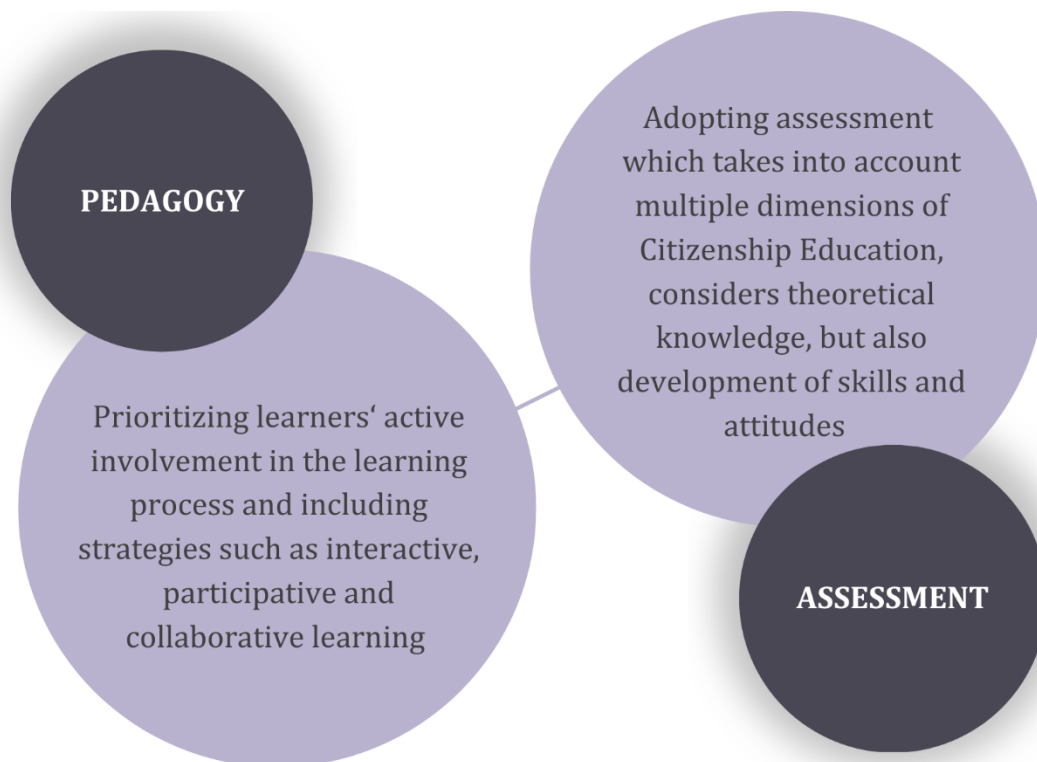 PEDAGOGY
Prioritizing learners‘ active
involvement in the learning
process and including
strategies such as interactive,
participative and
collaborative learning
Adopting assessment
which takes into account
multiple dimensions of
Citizenship Education,
considers theoretical
knowledge, but also
development of skills and
attitudes
ASSESSMENT